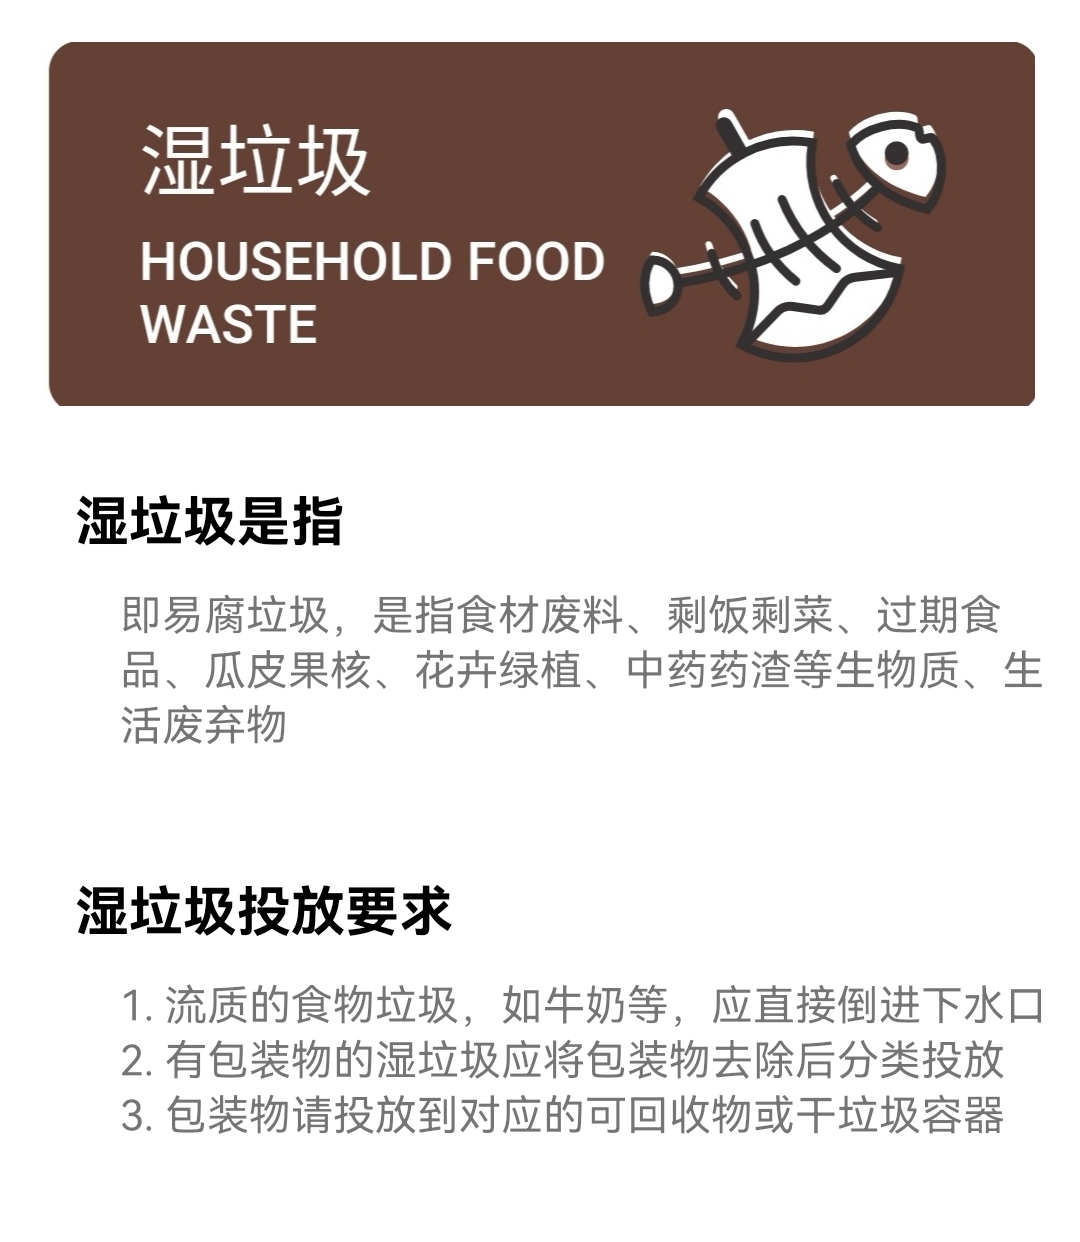 湿垃圾
HOUSEHOLD FOOD
WASTE
湿垃圾是指
即易腐垃圾，是指食材废料、剩饭剩菜、过期食
品、瓜皮果核、花卉绿植、中药药渣等生物质、生
活废弃物
湿垃圾投放要求
1. 流质的食物垃圾，如牛奶等，应直接倒进下水口
2. 有包装物的湿垃圾应将包装物去除后分类投放
3. 包装物请投放到对应的可回收物或干垃圾容器